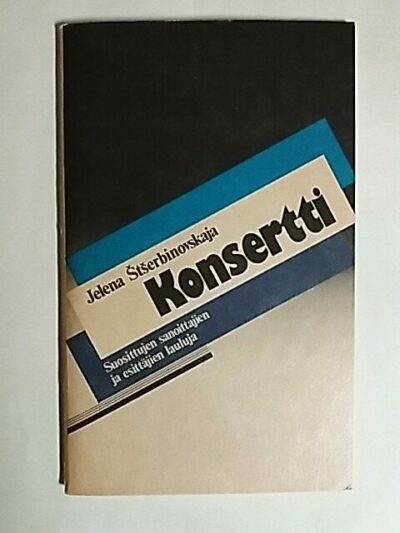 Jelena Štšerbinovskaja
Konsertti
Suosittujen sanoittajien
ja esittäjien lauluja